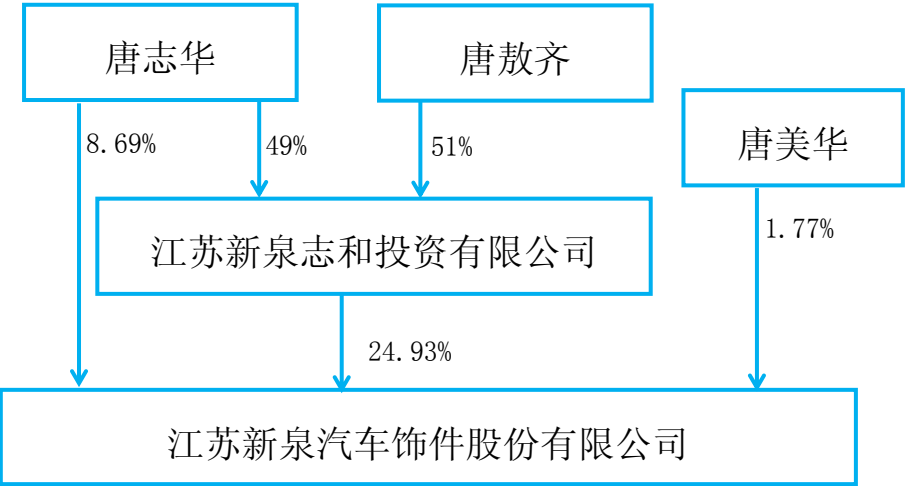 唐志华
唐敖齐
唐美华
8.69%
49%
51%
1.77%
江苏新泉志和投资有限公司
24.93%
江苏新泉汽车饰件股份有限公司